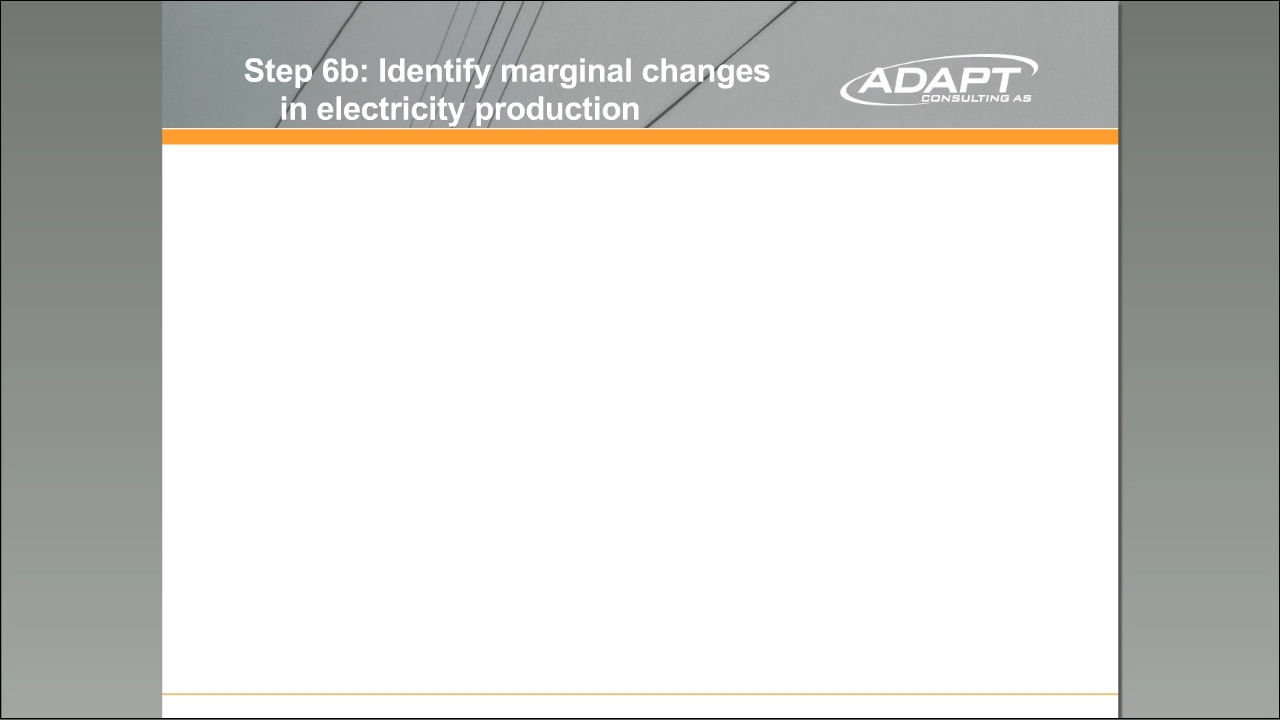 Step 6b: Identify marginal changes
in electricity production
ADAPT
CONSULTING AS